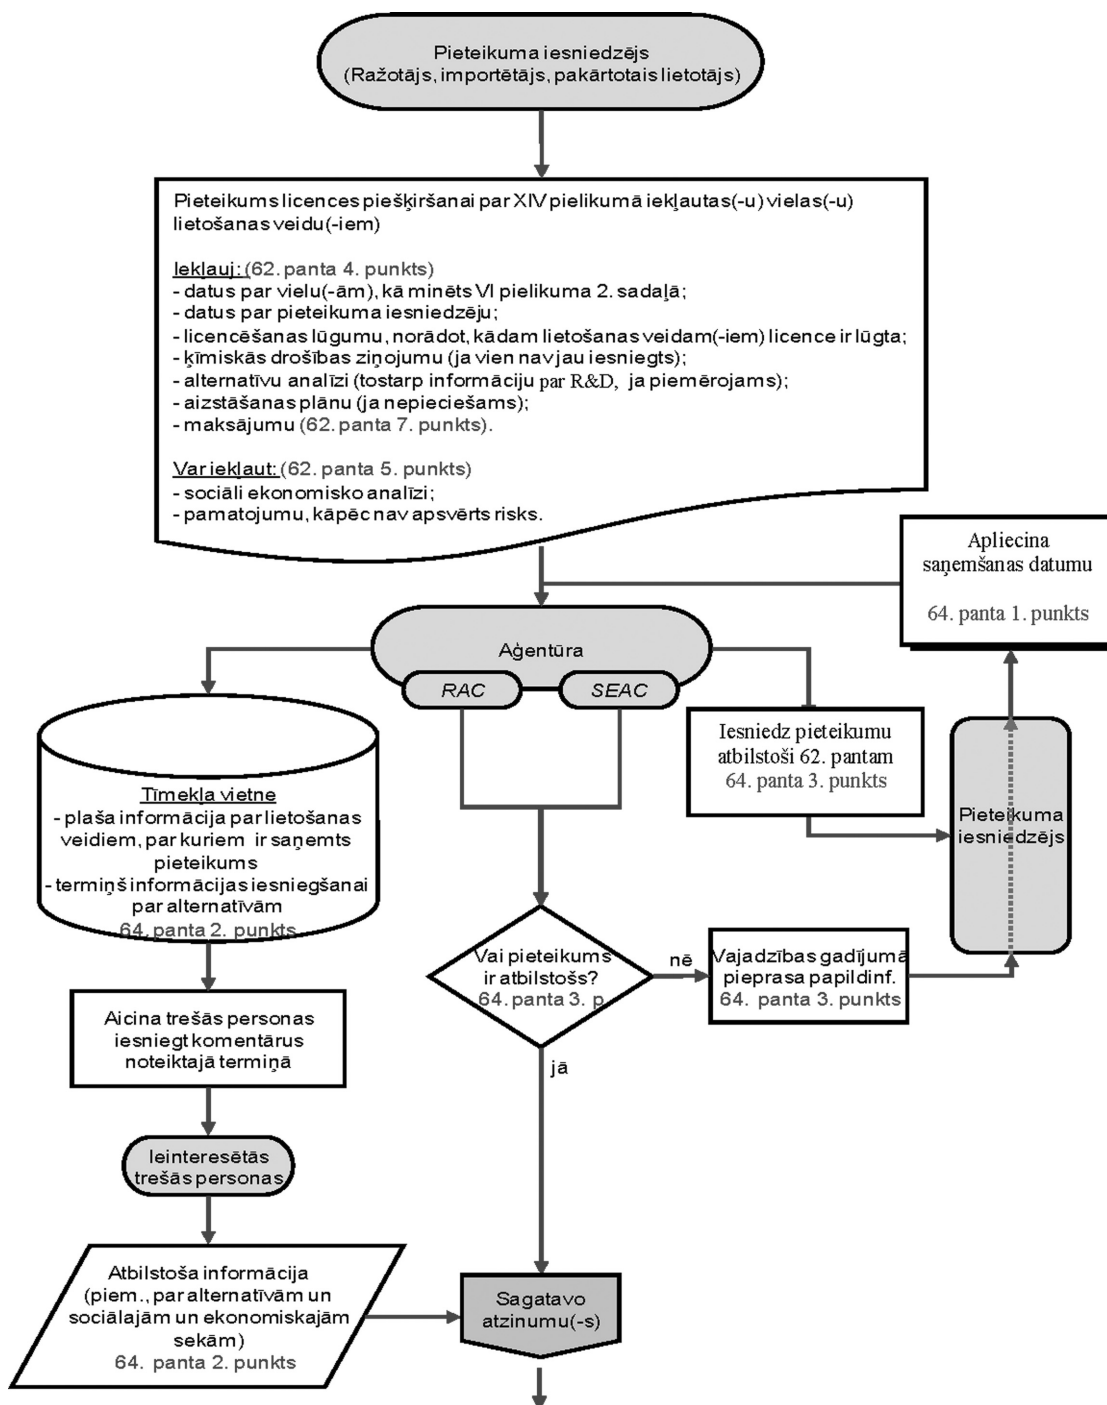 Pieteikuma iesniedzējs
(Ražotājs, importētājs, pakārtotais lietotājs)
Pieteikums licences piešķiršanai par XIV pielikumā iekļautas(-u) vielas(-u)
lietošanas veidu(-iem)
Iekļauj: (62. panta 4. punkts)
- datus par vielu(-ām), kā minēts VI pielikuma 2. sadaļā;
- datus par pieteikuma iesniedzēju;
- licencēšanas lūgumu, norādot, kādam lietošanas veidam(-iem) licence ir lūgta;
- ķīmiskās drošības ziņojumu (ja vien nav jau iesniegts);
- alternatīvu analīzi (tostarp informāciju par R&D, ja piemērojams);
- aizstāšanas plānu (ja nepieciešams);
- maksājumu (62. panta 7. punkts).
Var iekļaut: (62. panta 5. punkts)
- sociāli ekonomisko analīzi;
- pamatojumu, kāpēc nav apsvērts risks.
Apliecina
saņemšanas datumu
64. panta 1. punkts
Aģentūra
RAC
SEAC
Iesniedz pieteikumu
atbilstoši 62. pantam
64. panta 3. punkts
Pieteikuma
iesniedzējs
Tīmekļa vietne
- plaša informācija par lietošanas
veidiem, par kuriem ir saņemts
pieteikums
- termiņš informācijas iesniegšanai
par alternatīvām
64. panta 2. punkts
Vai pieteikums
ir atbilstošs?
64. panta 3. p.
nē
Vajadzības gadījumā
pieprasa papildinf.
64. panta 3. punkts
jā
Aicina trešās personas
iesniegt komentārus
noteiktajā termiņā
Ieinteresētās
trešās personas
Atbilstoša informācija
(piem., par alternatīvām un
sociālajām un ekonomiskajām
sekām)
64. panta 2. punkts
Sagatavo
atzinumu(-s)